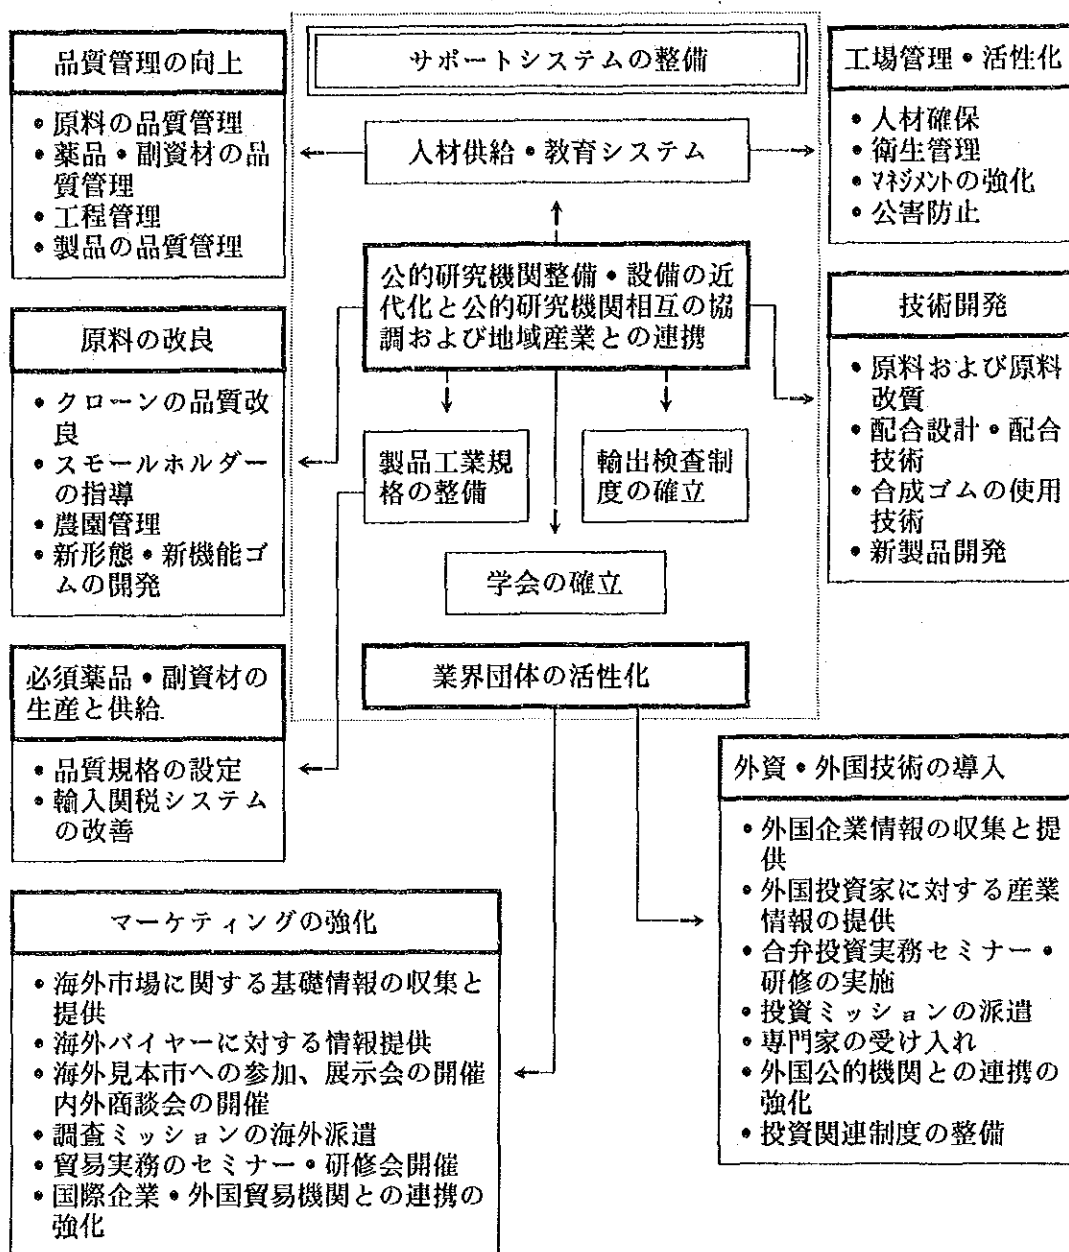 サポートシステムの整備
人材供給・教育システム
公的研究機関整備・設備の近
代化と公的研究機関相互の協
調および地域産業との連携
製品工業規
格の整備
輸出検査制
度の確立
学会の確立
業界団体の活性化
品質管理の向上
• 原料の品質管理
• 薬品・副資材の品
質管理
• 工程管理
• 製品の品質管理
原料の改良
• クローンの品質改
良
• スモールホルダー
の指導
• 農園管理
• 新形態・新機能ゴ
ムの開発
必須薬品・副資材の
生産と供給
• 品質規格の設定
• 輸入関税システム
の改善
マーケティングの強化
• 海外市場に関する基礎情報の収集と
提供
• 海外バイヤーに対する情報提供
• 海外見本市への参加、展示会の開催
内外商談会の開催
• 調査ミッションの海外派遣
• 貿易実務のセミナー・研修会開催
• 国際企業・外国貿易機関との連携の
強化
工場管理・活性化
• 人材確保
• 衛生管理
• マネジメントの強化
• 公害防止
技術開発
• 原料および原料
改質
• 配合設計・配合
技術
• 合成ゴムの使用
技術
• 新製品開発
外資・外国技術の導入
• 外国企業情報の収集と提
供
• 外国投資家に対する産業
情報の提供
• 合弁投資実務セミナー・
研修の実施
• 投資ミッションの派遣
• 専門家の受け入れ
• 外国公的機関との連携の
強化
• 投資関連制度の整備